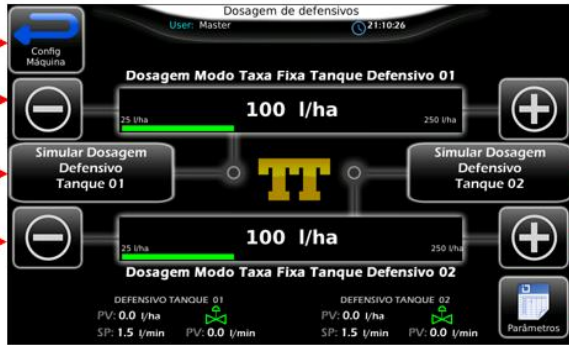 Dosagem de defensivos
User: Master
21:10:26
Config
Máquina
Dosagem Modo Taxa Fixa Tanque Defensivo 01
100 l/ha
25 l/ha
250 l/ha
Simular Dosagem
Defensivo
Tanque 01
TT
Simular Dosagem
Defensivo
Tanque 02
100 l/ha
25 l/ha
250 l/ha
Dosagem Modo Taxa Fixa Tanque Defensivo 02
DEFENSIVO TANQUE 01
PV: 0.0 l/ha
SP: 1.5 l/min PV: 0.0 l/min
DEFENSIVO TANQUE 02
PV: 0.0 l/ha
SP: 1.5 l/min PV: 0.0 l/min
Parâmetros